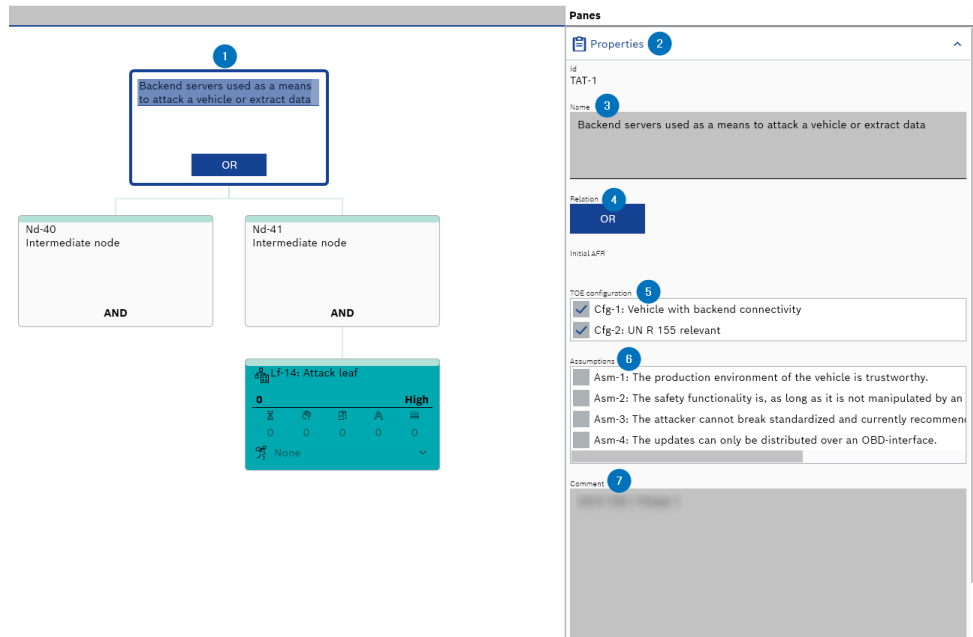 Panes
1
Properties 2
Id
TAT-1
Name 3
Backend servers used as a means to attack a vehicle or extract data
Relation 4
OR
Initial AFR
TOE configuration 5
Cfg-1: Vehicle with backend connectivity
Cfg-2: UN R 155 relevant
Assumptions 6
Asm-1: The production environment of the vehicle is trustworthy.
Asm-2: The safety functionality is, as long as it is not manipulated by an
Asm-3: The attacker cannot break standardized and currently recommen
Asm-4: The updates can only be distributed over an OBD-interface.
Comment 7
Backend servers used as a means
to attack a vehicle or extract data
OR
Nd-40
Intermediate node
AND
Nd-41
Intermediate node
AND
Lf-14: Attack leaf
0 High
0 0 0 0 0
None